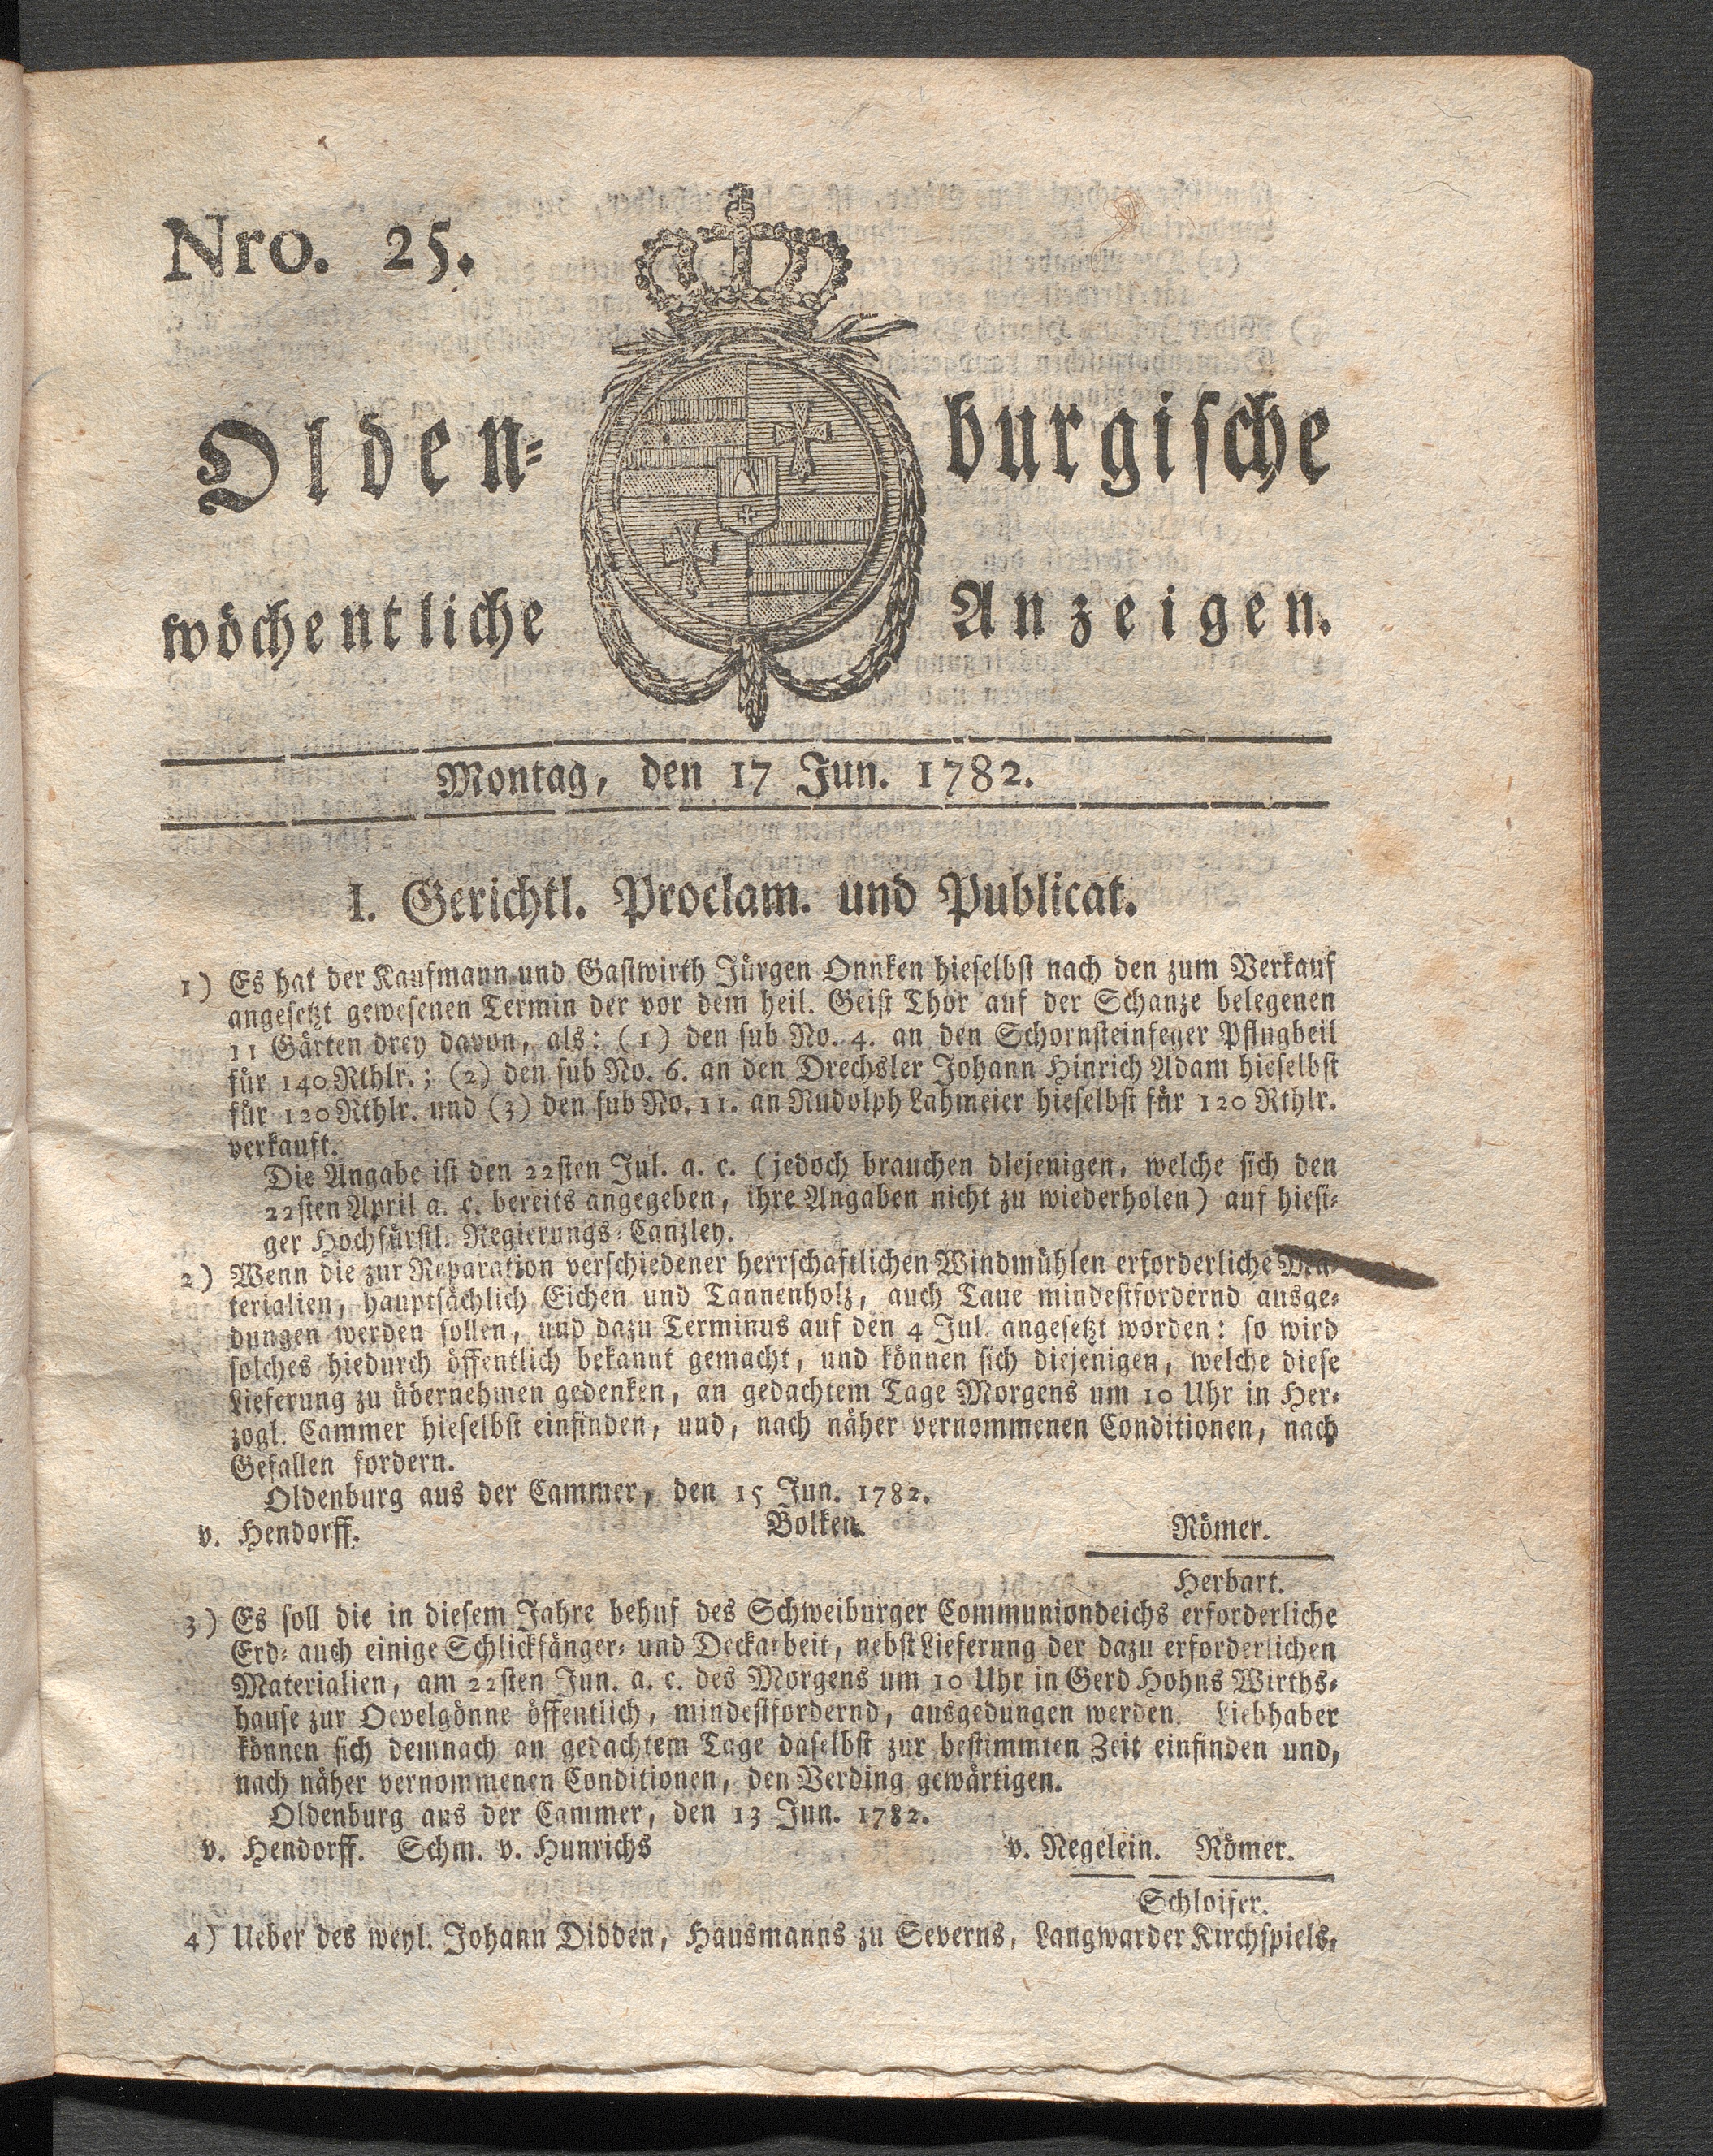 Nro. 25.
Olden-burgische
wöchentliche Anzeigen.
Montag, den 17 Jun. 1782.
I. Gerichtl. Proclam. und Publicat.
1) Es hat der Kaufmann und Gastwirth Jürgen Onnken hieselbst nach den zum Verkauf
angesetzt gewesenen Termin der vor dem heil. Geist Thor auf der Schanze belegenen
11 Gärten drey davon, als: (1) den sub No. 4. an den Schornsteinfeger Pflugbeil
für 140 Rthlr.; (2) den sub No. 6. an den Drechsler Johann Hinrich Adam hieselbst
für 120 Rthlr. und (3) den sub No. 11. an Rudolph Lahmeier hieselbst für 120 Rthlr.
verkauft.
Die Angabe ist den 22sten Jul. a. c. (jedoch brauchen diejenigen, welche sich den
22sten April a. c. bereits angegeben, ihre Angaben nicht zu wiederholen) auf hiesi-
ger Hochfürstl. Regierungs-Canzley.
2) Wenn die zur Reparation verschiedener herrschaftlichen Windmühlen erforderliche Ma-
terialien, hauptsächlich Eichen und Tannenholz, auch Taue mindestfordernd ausge-
dungen werden sollen, und dazu Terminus auf den 4 Jul. angesetzt worden: so wird
solches hiedurch öffentlich bekannt gemacht, und können sich diejenigen, welche diese
Lieferung zu übernehmen gedenken, an gedachtem Tage Morgens um 10 Uhr in Her-
zogl. Cammer hieselbst einfinden, und, nach näher vernommenen Conditionen, nach
Gefallen fordern.
Oldenburg aus der Cammer, den 15 Jun. 1782.
v. Hendorff. Bolken. Römer.
Herbart.
3) Es soll die in diesem Jahre behuf des Schweiburger Communiondeichs erforderliche
Erd- auch einige Schlickfänger- und Deckarbeit, nebst Lieferung der dazu erforderlichen
Materialien, am 22sten Jun. a. c. des Morgens um 10 Uhr in Gerd Hohns Wirths-
hause zur Oevelgönne öffentlich, mindestfordernd, ausgedungen werden. Liebhaber
können sich demnach an gedachtem Tage daselbst zur bestimmten Zeit einfinden und,
nach näher vernommenen Conditionen, den Verding gewärtigen.
Oldenburg aus der Cammer, den 13 Jun. 1782.
v. Hendorff. Schm. v. Hunrichs v. Negelein. Römer.
Schloifer.
4) Ueber des weyl. Johann Didden, Hausmanns zu Severns, Langwarder Kirchspiels,